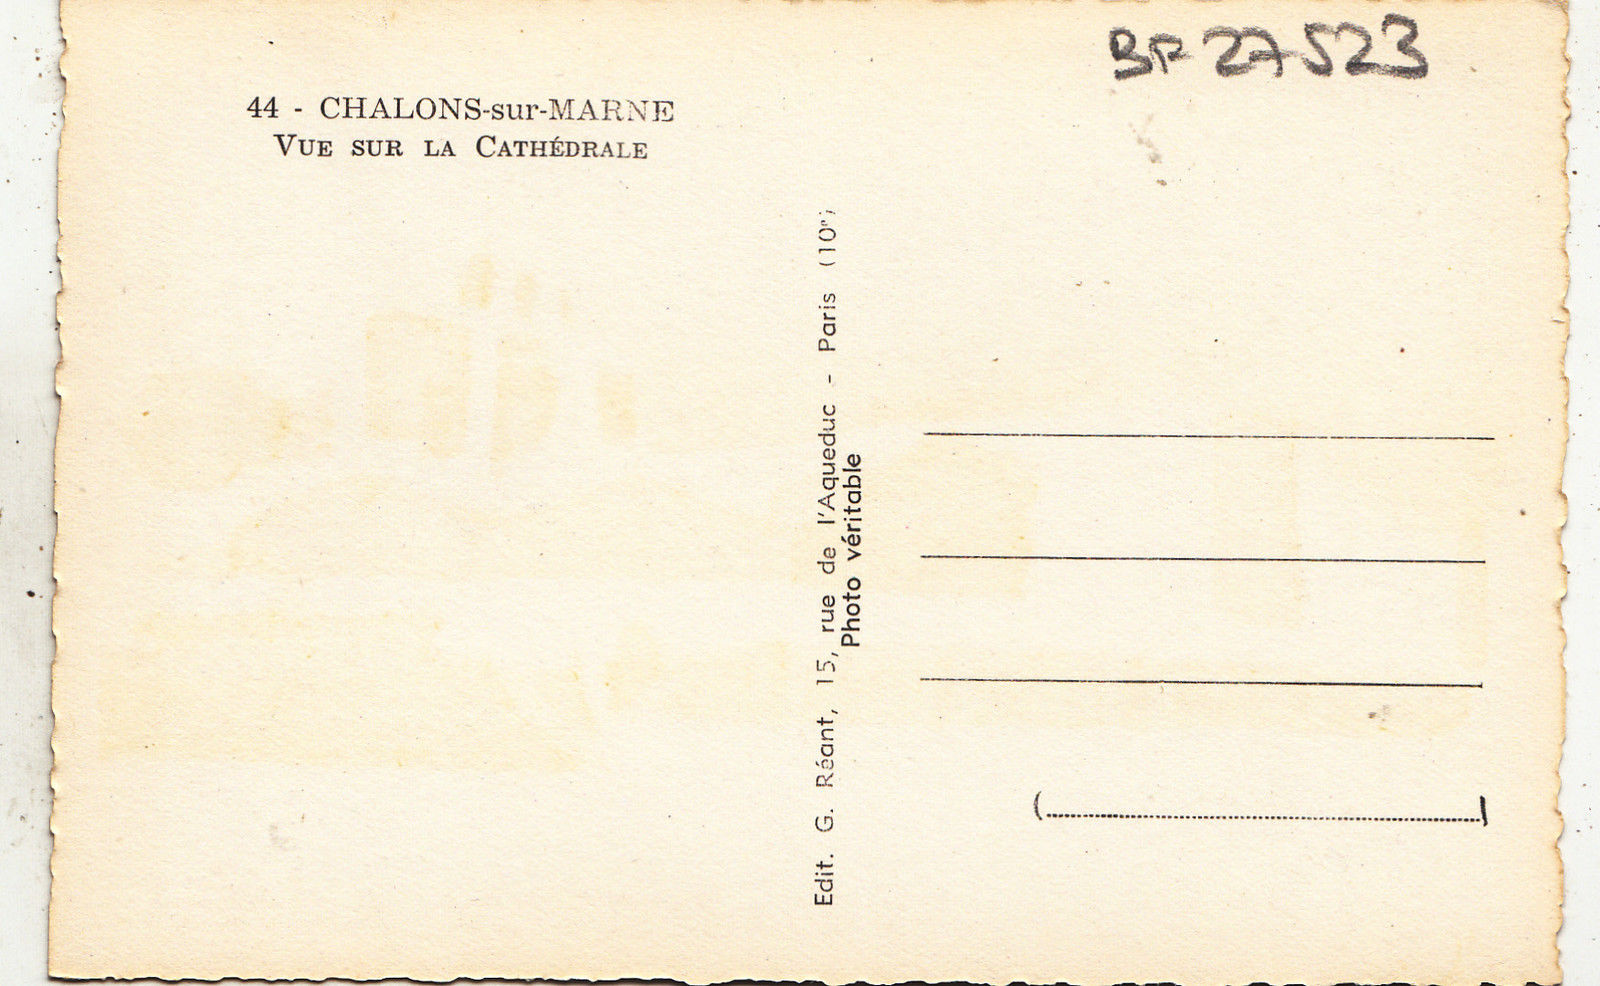 BF 27523
44 - CHALONS-sur-MARNE
VUE SUR LA CATHÉDRALE
Edit. G. Réant, 15, rue de l'Aqueduc - Paris (10e)
Photo véritable
(........................................)